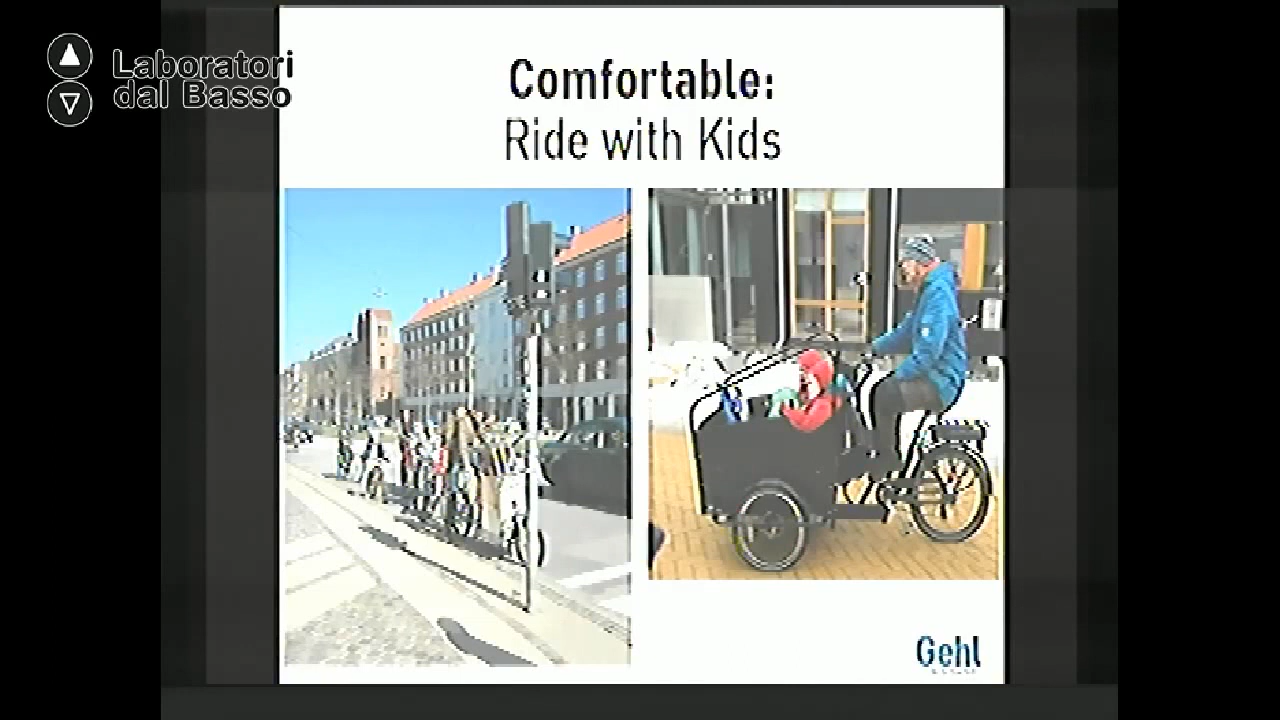 Laboratori
dal Basso
Comfortable:
Ride with Kids
Gehl